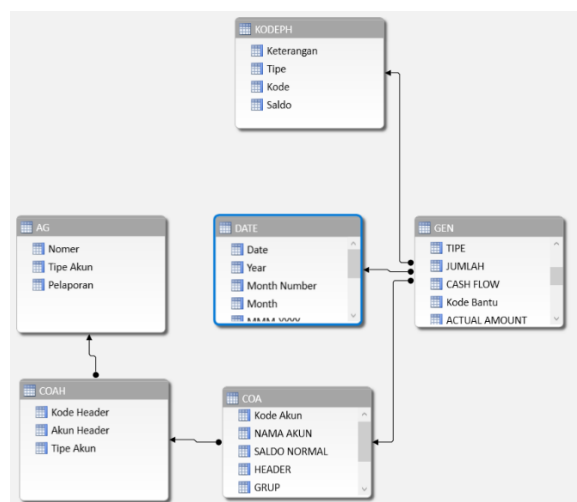 KODEPH
Keterangan
Tipe
Kode
Saldo
AG
Nomer
Tipe Akun
Pelaporan
DATE
Date
Year
Month Number
Month
MMM YYYY
GEN
TIPE
JUMLAH
CASH FLOW
Kode Bantu
ACTUAL AMOUNT
COAH
Kode Header
Akun Header
Tipe Akun
COA
Kode Akun
NAMA AKUN
SALDO NORMAL
HEADER
GRUP